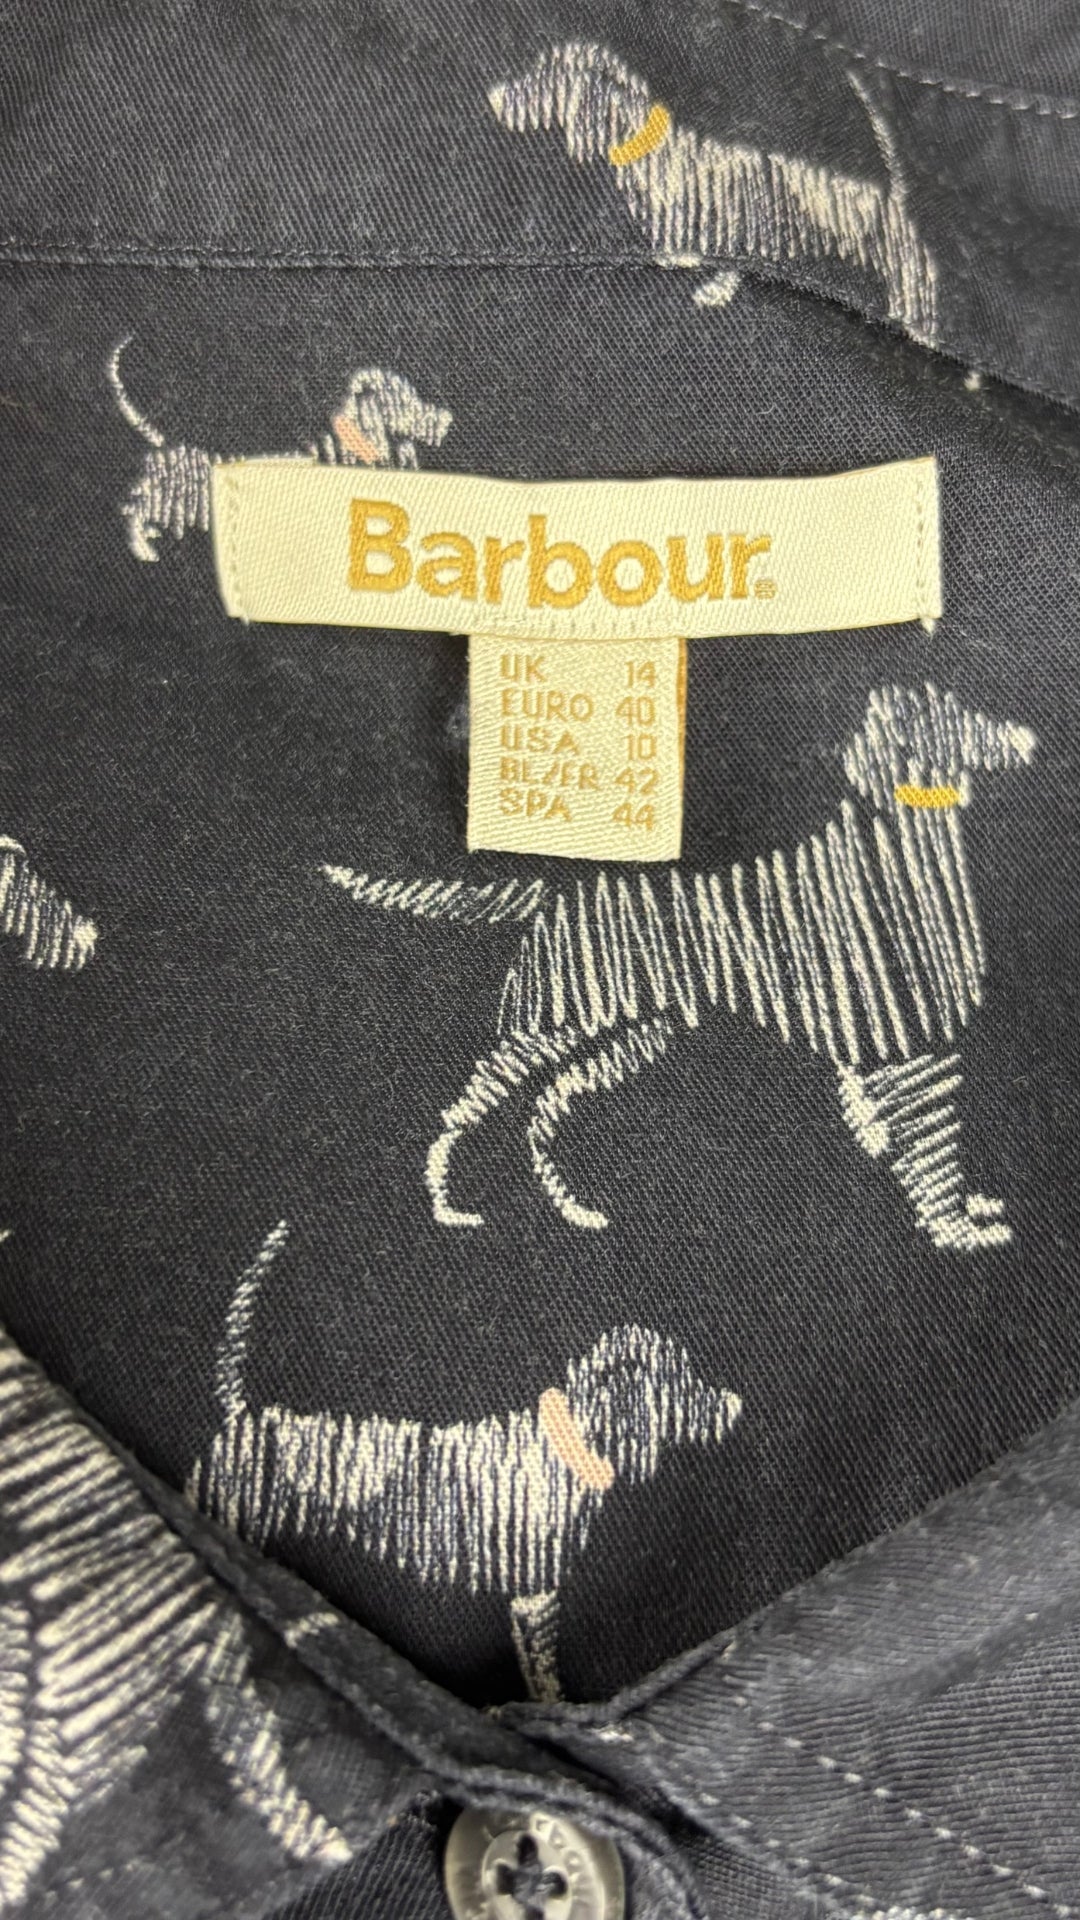 Barbour
UK 14
EURO 40
USA 10
BL/FR 42
SPA 44